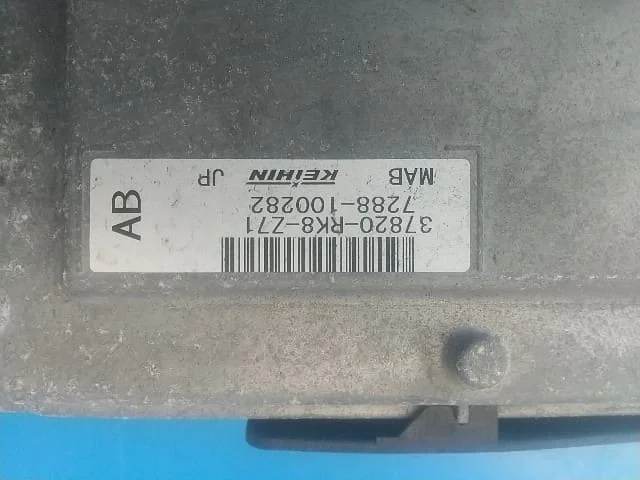 37820-RK8-Z71
7288-100282
MAB KEIHIN JP
AB